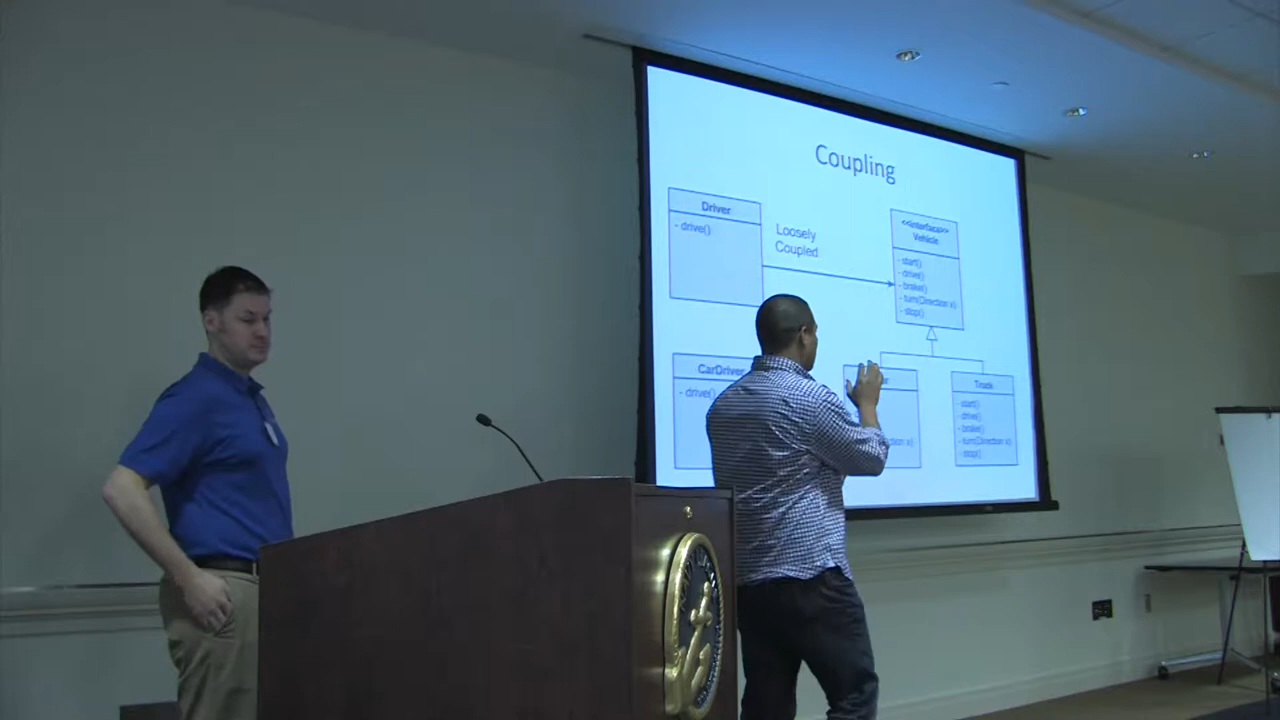 Coupling
Driver
- drive()
Loosely
Coupled
<<interface>>
Vehicle
- start()
- drive()
- brake()
- turn(Direction x)
- stop()
CarDriver
- drive()
Truck
- start()
- drive()
- brake()
- turn(Direction x)
- stop()